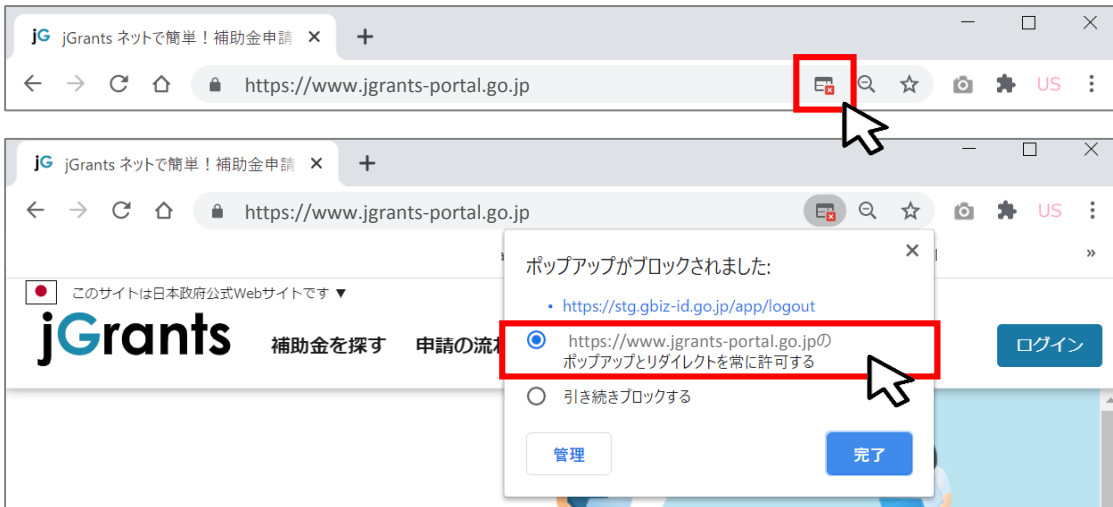 jG jGrants ネットで簡単！補助金申請 × +
https://www.jgrants-portal.go.jp US
jG jGrants ネットで簡単！補助金申請 × +
https://www.jgrants-portal.go.jp US
»
ポップアップがブロックされました: ×
このサイトは日本政府公式Webサイトです ▼
• https://stg.gbiz-id.go.jp/app/logout
jGrants 補助金を探す 申請の流れ
https://www.jgrants-portal.go.jpの
ポップアップとリダイレクトを常に許可する
ログイン
引き続きブロックする
管理 完了